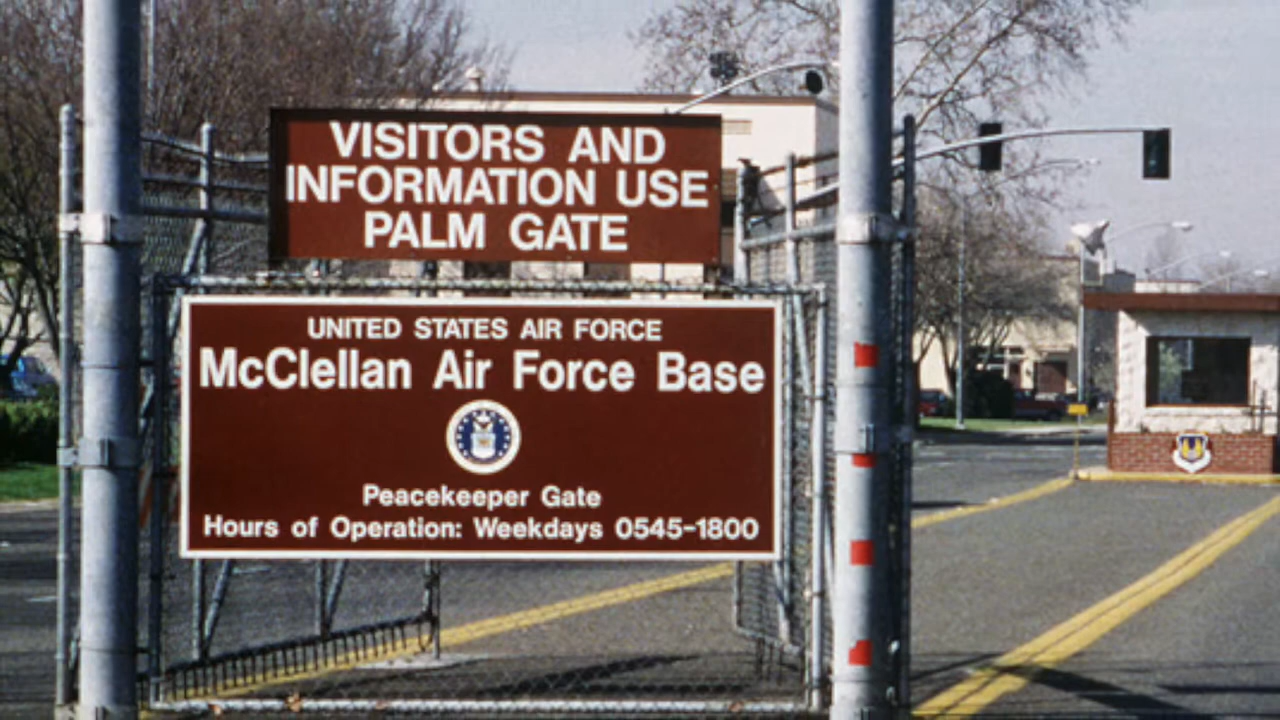 VISITORS AND
INFORMATION USE
PALM GATE
UNITED STATES AIR FORCE
McClellan Air Force Base
Peacekeeper Gate
Hours of Operation: Weekdays 0545-1800